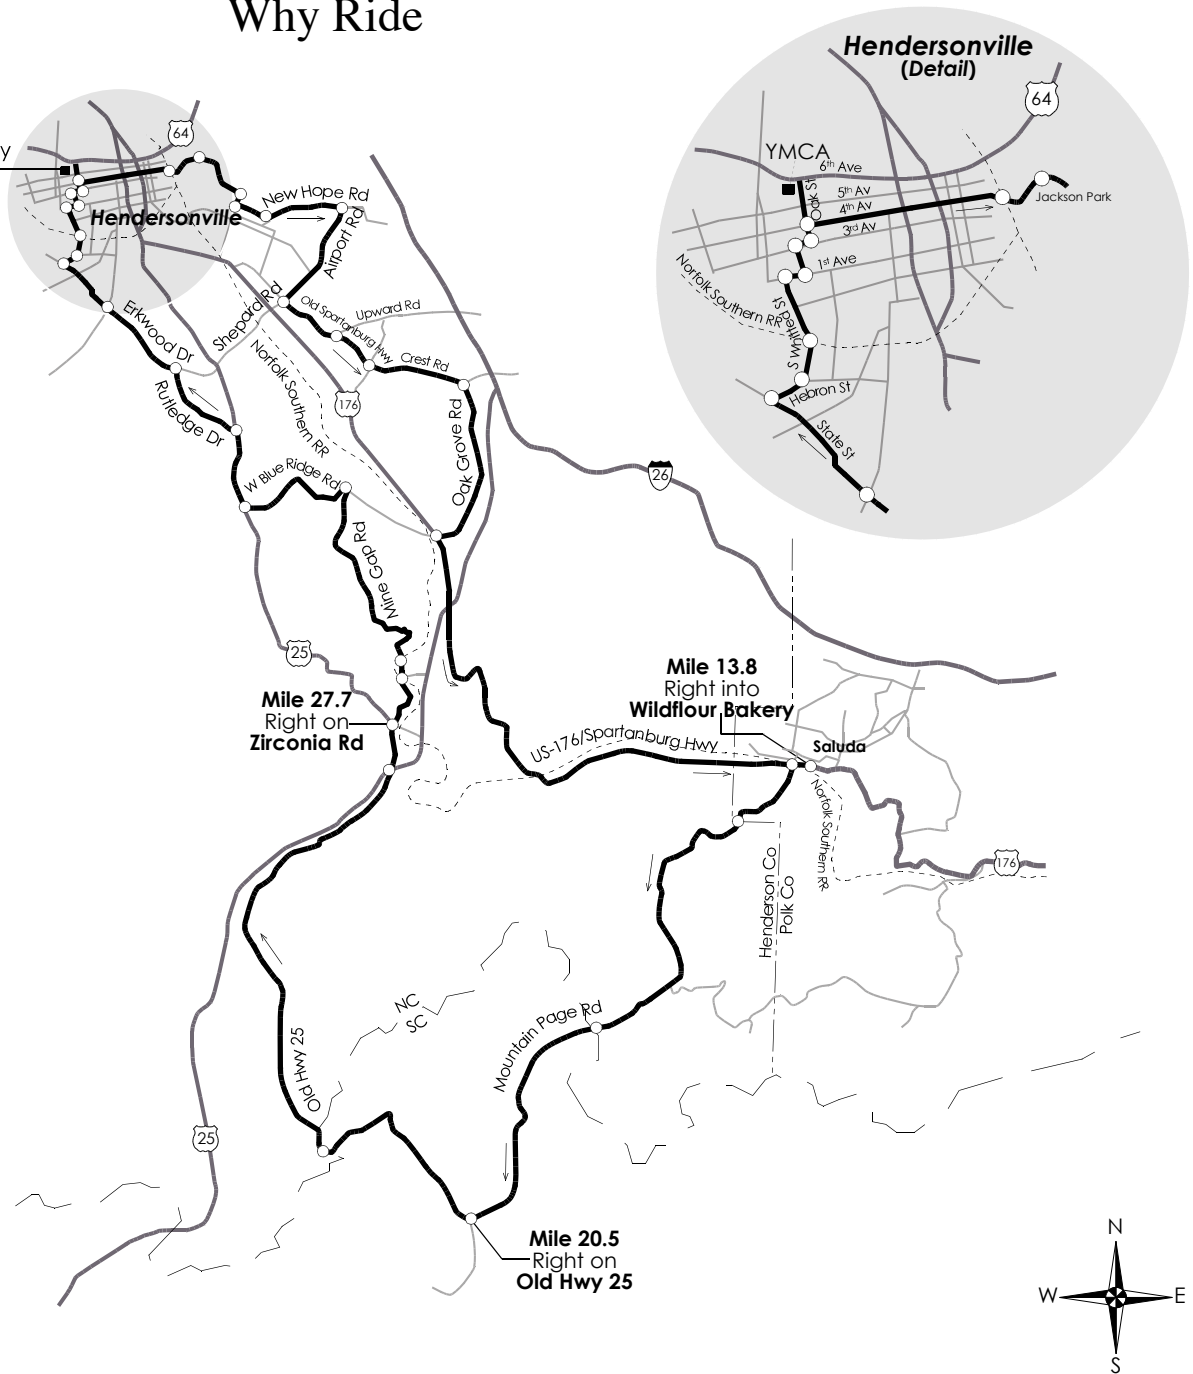 Why Ride
Hendersonville
(Detail)
64
YMCA
6th Ave
Oak St
5th Av
4th Av
3rd Av
1st Ave
Jackson Park
Norfolk Southern RR
S Whitted St
Hebron St
State St
64
y
Hendersonville
New Hope Rd
Airport Rd
Shepard Rd
Old Spartanburg Hwy
Upward Rd
Crest Rd
Erkwood Dr
Rutledge Dr
Norfolk Southern RR
176
Oak Grove Rd
W Blue Ridge Rd
26
Mine Gap Rd
25
Mile 27.7
Right on
Zirconia Rd
Mile 13.8
Right into
Wildflour Bakery
US-176/Spartanburg Hwy
Saluda
Norfolk Southern RR
176
Henderson Co
Polk Co
NC
SC
Mountain Page Rd
Old Hwy 25
25
Mile 20.5
Right on
Old Hwy 25
N
W
E
S